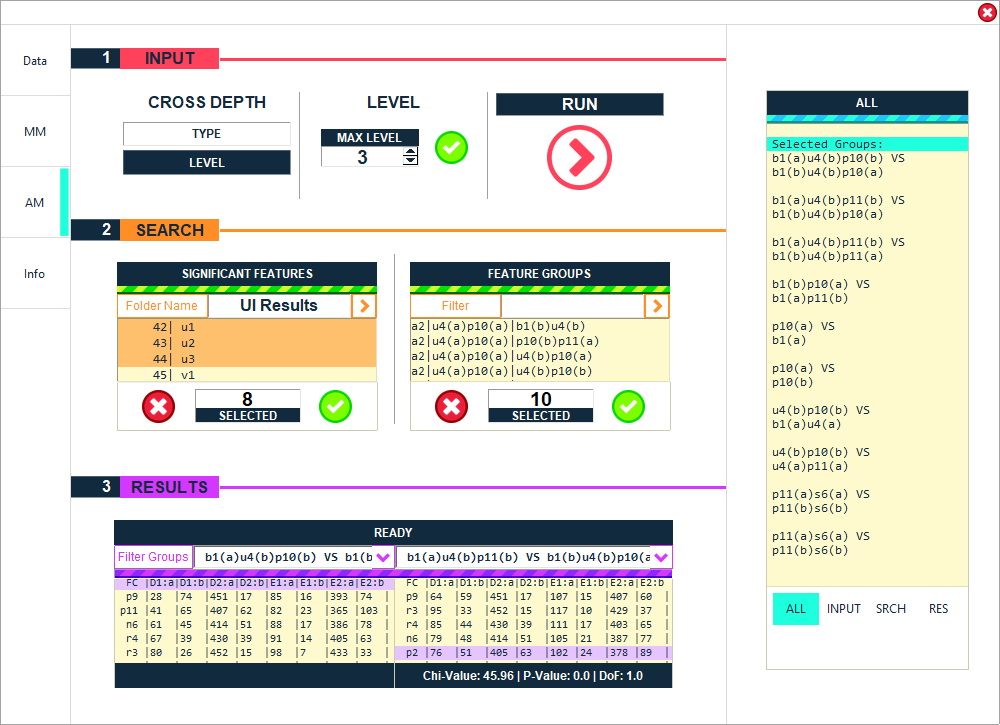 Data
MM
AM
Info
1 INPUT
CROSS DEPTH
TYPE
LEVEL
LEVEL
MAX LEVEL
3
RUN
2 SEARCH
SIGNIFICANT FEATURES
Folder Name UI Results
42| u1
43| u2
44| u3
45| v1
8
SELECTED
FEATURE GROUPS
Filter
a2|u4(a)p10(a)|b1(b)u4(b)
a2|u4(a)p10(a)|p10(b)p11(a)
a2|u4(a)p10(a)|u4(b)p10(a)
a2|u4(a)p10(a)|u4(b)p10(b)
10
SELECTED
3 RESULTS
READY
Filter Groups b1(a)u4(b)p10(b) VS b1(b b1(a)u4(b)p11(b) VS b1(b)u4(b)p10(a
FC |D1:a|D1:b|D2:a|D2:b|E1:a|E1:b|E2:a|E2:b
p9 |28 |74 |451 |17 |85 |16 |393 |74 |
p11 |41 |65 |407 |62 |82 |23 |365 |103 |
n6 |61 |45 |414 |51 |88 |17 |386 |78 |
r4 |67 |39 |430 |39 |91 |14 |405 |63 |
r3 |80 |26 |452 |15 |98 |7 |433 |33 |
FC |D1:a|D1:b|D2:a|D2:b|E1:a|E1:b|E2:a|E2:b
p9 |64 |59 |451 |17 |107 |15 |407 |60 |
r3 |95 |33 |452 |15 |117 |10 |429 |37 |
r4 |85 |44 |430 |39 |111 |17 |403 |65 |
n6 |79 |48 |414 |51 |105 |21 |387 |77 |
p2 |76 |51 |405 |63 |102 |24 |378 |89 |
Chi-Value: 45.96 | P-Value: 0.0 | DoF: 1.0
ALL
Selected Groups:
b1(a)u4(b)p10(b) VS
b1(b)u4(b)p10(a)
b1(a)u4(b)p11(b) VS
b1(b)u4(b)p10(a)
b1(a)u4(b)p11(b) VS
b1(b)u4(b)p11(a)
b1(b)p10(a) VS
b1(a)p11(b)
p10(a) VS
b1(a)
p10(a) VS
p10(b)
u4(b)p10(b) VS
b1(a)u4(a)
u4(b)p10(b) VS
u4(a)p11(a)
p11(a)s6(a) VS
p11(b)s6(b)
p11(a)s6(a) VS
p11(b)s6(b)
ALL INPUT SRCH RES